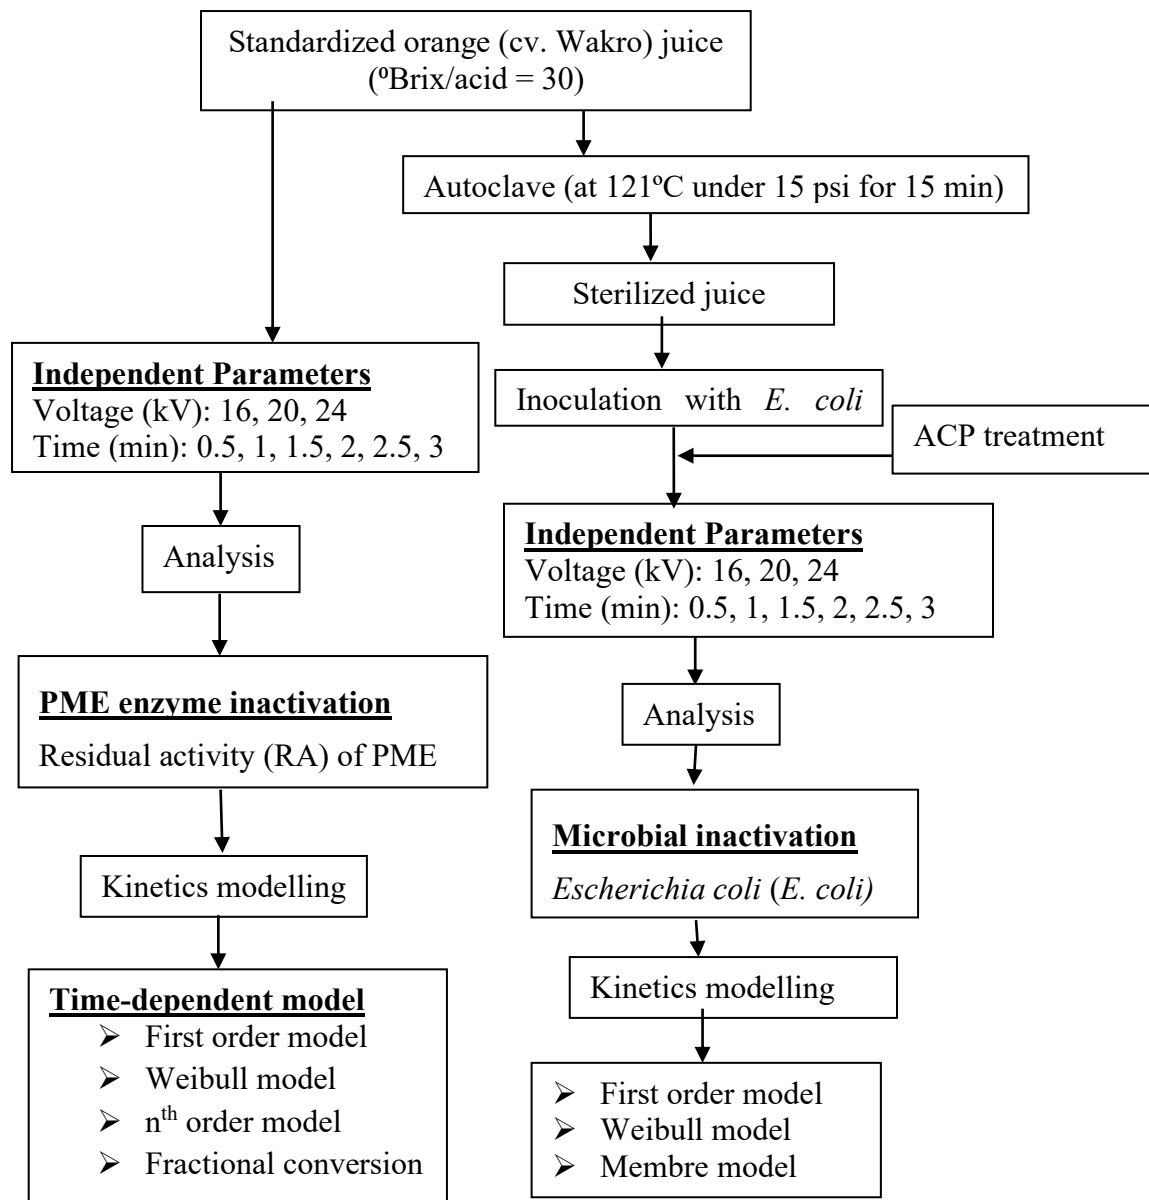 Standardized orange (cv. Wakro) juice
(ºBrix/acid = 30)
Autoclave (at 121ºC under 15 psi for 15 min)
Sterilized juice
Inoculation with E. coli
ACP treatment
Independent Parameters
Voltage (kV): 16, 20, 24
Time (min): 0.5, 1, 1.5, 2, 2.5, 3
Analysis
PME enzyme inactivation
Residual activity (RA) of PME
Kinetics modelling
Time-dependent model
➢ First order model
➢ Weibull model
➢ nᵗʰ order model
➢ Fractional conversion
Independent Parameters
Voltage (kV): 16, 20, 24
Time (min): 0.5, 1, 1.5, 2, 2.5, 3
Analysis
Microbial inactivation
Escherichia coli (E. coli)
Kinetics modelling
➢ First order model
➢ Weibull model
➢ Membre model